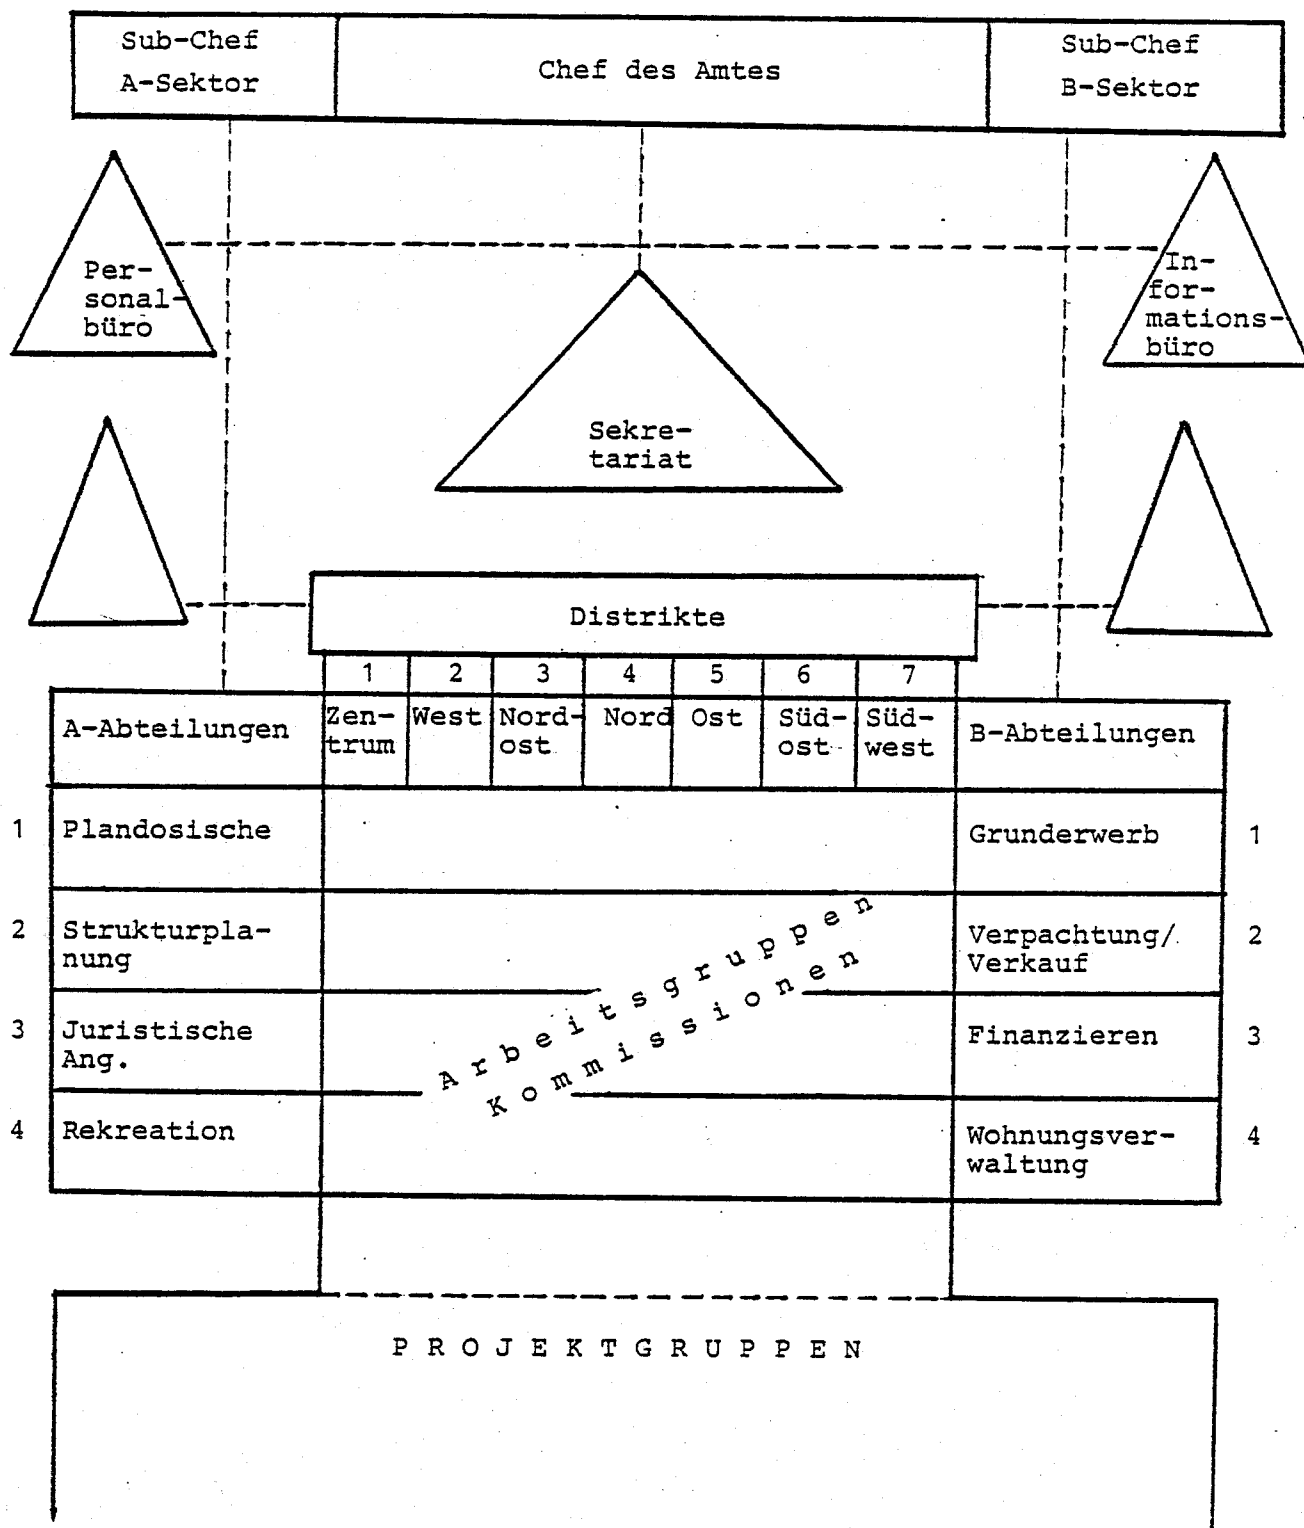 Sub-Chef
A-Sektor
Chef des Amtes
Sub-Chef
B-Sektor
Per-
sonal-
büro
In-
for-
mations-
büro
Sekre-
tariat
Distrikte
1 2 3 4 5 6 7
A-Abteilungen
Zen-
trum
West
Nord-
ost
Nord
Ost
Süd-
ost
Süd-
west
B-Abteilungen
1 Plandosische
Grunderwerb 1
2 Strukturpla-
nung
Verpachtung/
Verkauf
2
3 Juristische
Ang.
Finanzieren 3
4 Rekreation
Wohnungsver-
waltung
4
Arbeitsgruppen
Kommissionen
PROJEKTGRUPPEN